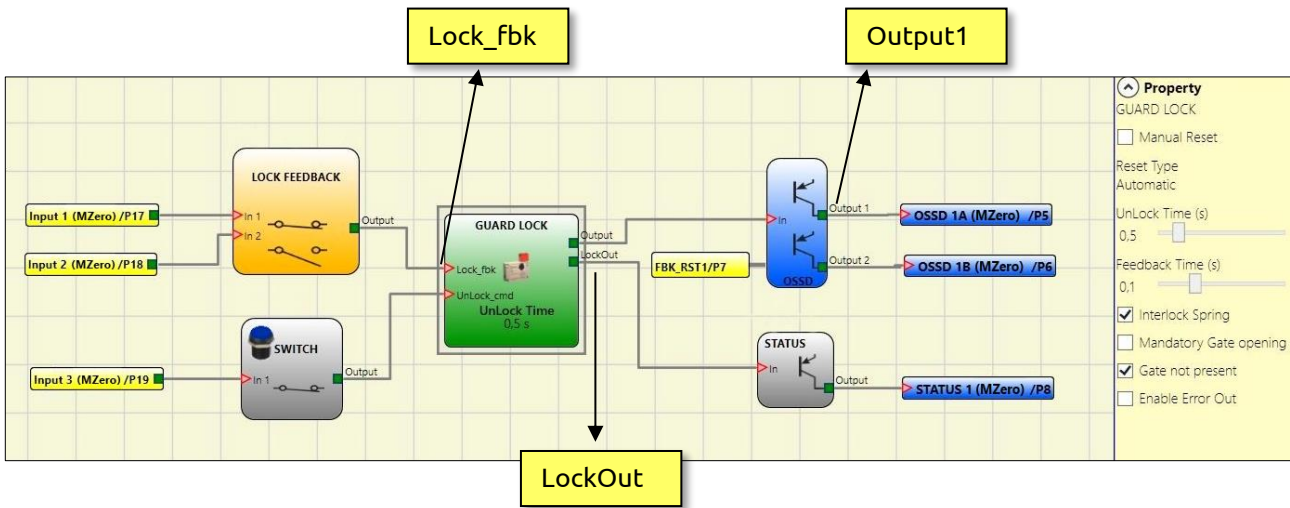 Lock_fbk
Output1
LOCK FEEDBACK
Input 1 (MZero) /P17
In 1
In 2
Output
Input 2 (MZero) /P18
SWITCH
Input 3 (MZero) /P19
In 1
Output
GUARD LOCK
Output
LockOut
Lock_fbk
UnLock_cmd
UnLock Time
0,5 s
FBK_RST1/P7
In
Output 1
Output 2
OSSD
OSSD 1A (MZero) /P5
OSSD 1B (MZero) /P6
STATUS
In
Output
STATUS 1 (MZero) /P8
LockOut
Property
GUARD LOCK
Manual Reset
Reset Type
Automatic
UnLock Time (s)
0,5
Feedback Time (s)
0,1
Interlock Spring
Mandatory Gate opening
Gate not present
Enable Error Out